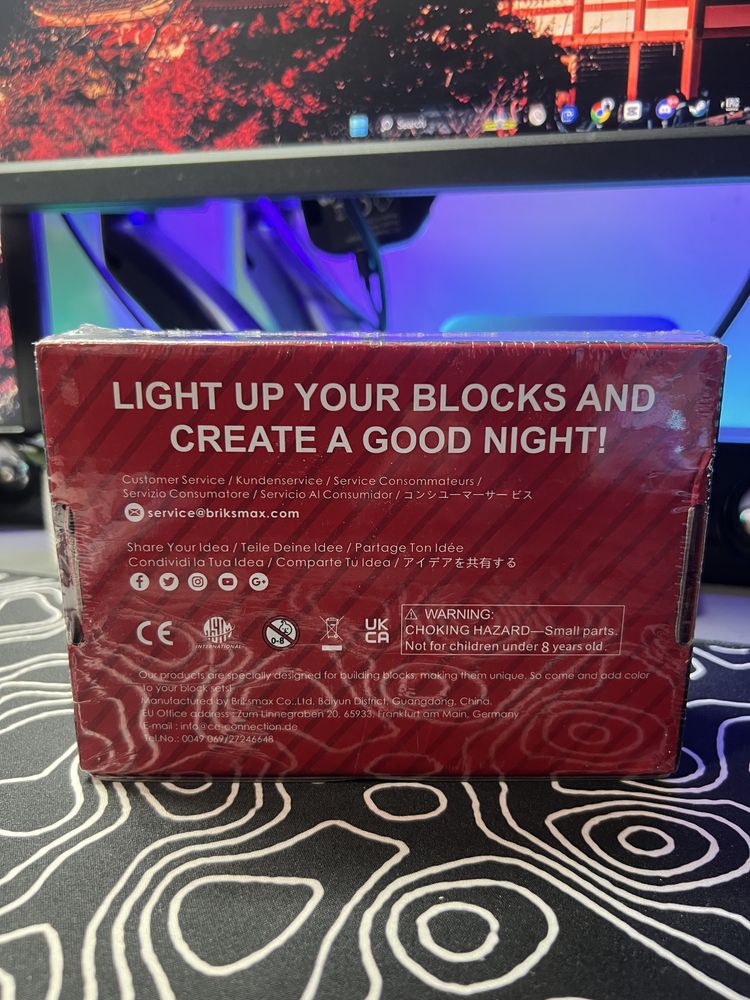 Search
LIGHT UP YOUR BLOCKS AND
CREATE A GOOD NIGHT!
Customer Service / Kundenservice / Service Consommateurs /
Servizio Consumatore / Servicio Al Consumidor / コンシューマーサービス
service@briksmax.com
Share Your Idea / Teile Deine Idee / Partage Ton Idée
Condividi la Tua Idea / Comparte Tu Idea / アイデアを共有する
CE
ASTM
INTERNATIONAL
0-8
UK
CA
WARNING:
CHOKING HAZARD—Small parts.
Not for children under 8 years old.
Our products are specially designed for building blocks, making them unique. So come and add color
to your block sets!
Manufactured by Briksmax Co.,Ltd, Baiyun District, Guangdong, China.
EU Office address : Zum Linnegraben 20, 65933, Frankfurt am Main, Germany
E-mail : info@ce-connection.de
Tel.No.: 0049 069/27246648